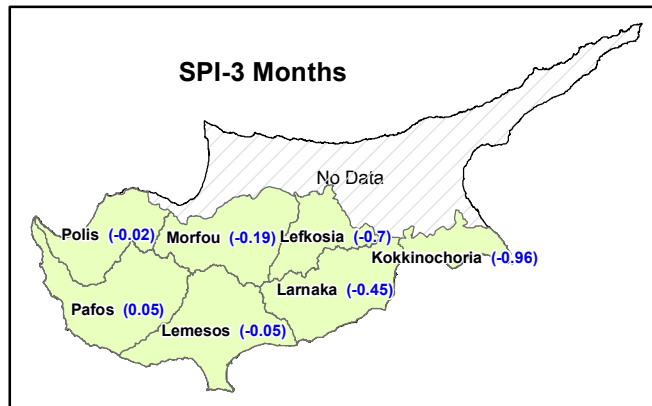 SPI-3 Months
No Data
Polis (-0.02)
Morfou (-0.19)
Lefkosia (-0.7)
Kokkinochoria (-0.96)
Larnaka (-0.45)
Pafos (0.05)
Lemesos (-0.05)